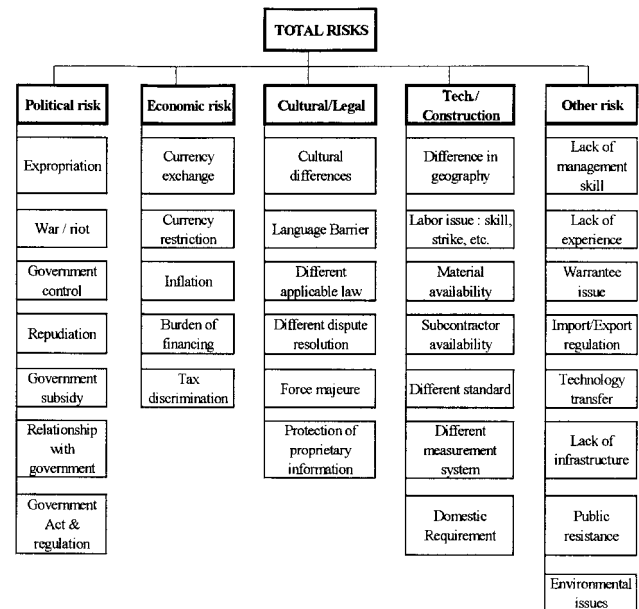 TOTAL RISKS
Political risk
Expropriation
War / riot
Government
control
Repudiation
Government
subsidy
Relationship
with
government
Government
Act &
regulation
Economic risk
Currency
exchange
Currency
restriction
Inflation
Burden of
financing
Tax
discrimination
Cultural/Legal
Cultural
differences
Language Barrier
Different
applicable law
Different dispute
resolution
Force majeure
Protection of
proprietary
information
Tech./
Construction
Difference in
geography
Labor issue : skill,
strike, etc.
Material
availability
Subcontractor
availability
Different standard
Different
measurement
system
Domestic
Requirement
Other risk
Lack of
management
skill
Lack of
experience
Warrantee
issue
Import/Export
regulation
Technology
transfer
Lack of
infrastructure
Public
resistance
Environmental
issues